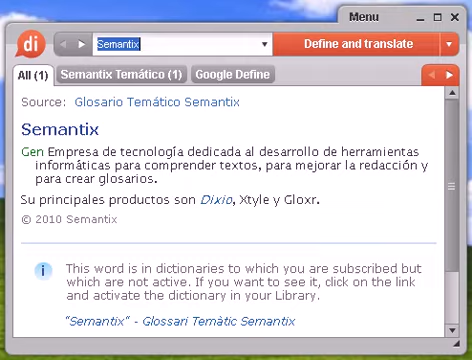 Menu
di
Semantix
Define and translate
All (1)
Semantix Temático (1)
Google Define
Source: Glosario Temático Semantix
Semantix
Gen Empresa de tecnología dedicada al desarrollo de herramientas
informáticas para comprender textos, para mejorar la redacción y
para crear glosarios.
Su principales producto son Dixio, Xtyle y Gloxr.
© 2010 Semantix
i
This word is in dictionaries to which you are subscribed but
which are not active. If you want to see it, click on the link
and activate the dictionary in your Library.
"Semantix" - Glossari Temàtic Semantix